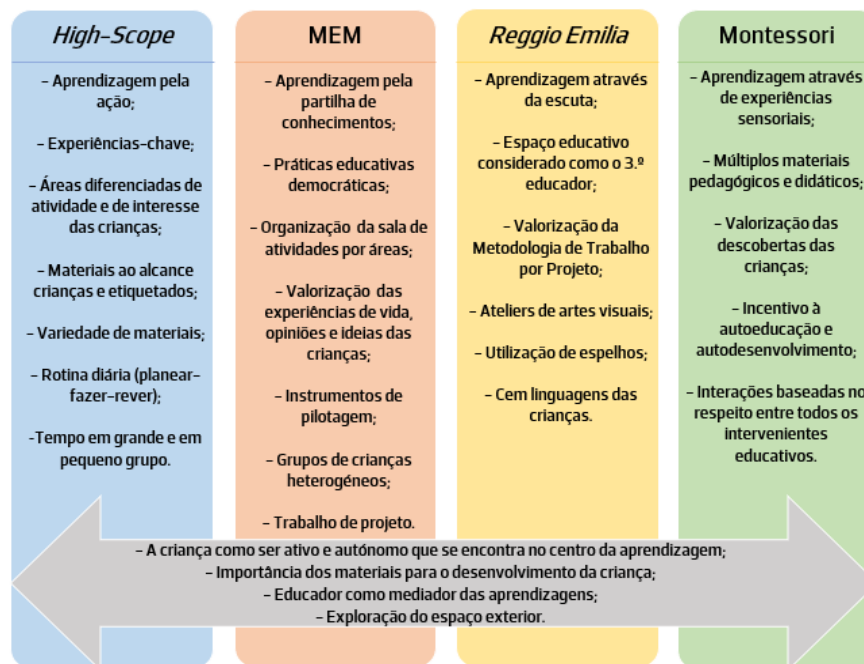 High-Scope
– Aprendizagem pela
ação;
– Experiências-chave;
– Áreas diferenciadas de
atividade e de interesse
das crianças;
– Materiais ao alcance
crianças e etiquetados;
– Variedade de materiais;
– Rotina diária (planear-
fazer-rever);
-Tempo em grande e em
pequeno grupo.
MEM
– Aprendizagem pela
partilha de
conhecimentos;
– Práticas educativas
democráticas;
– Organização da sala de
atividades por áreas;
– Valorização das
experiências de vida,
opiniões e ideias das
crianças;
– Instrumentos de
pilotagem;
– Grupos de crianças
heterogéneos;
– Trabalho de projeto.
Reggio Emilia
– Aprendizagem através
da escuta;
– Espaço educativo
considerado como o 3.º
educador;
– Valorização da
Metodologia de Trabalho
por Projeto;
– Ateliers de artes visuais;
– Utilização de espelhos;
– Cem linguagens das
crianças.
Montessori
– Aprendizagem através
de experiências
sensoriais;
– Múltiplos materiais
pedagógicos e didáticos;
– Valorização das
descobertas das
crianças;
– Incentivo à
autoeducação e
autodesenvolvimento;
– Interações baseadas no
respeito entre todos os
intervenientes
educativos.
– A criança como ser ativo e autónomo que se encontra no centro da aprendizagem;
– Importância dos materiais para o desenvolvimento da criança;
– Educador como mediador das aprendizagens;
– Exploração do espaço exterior.